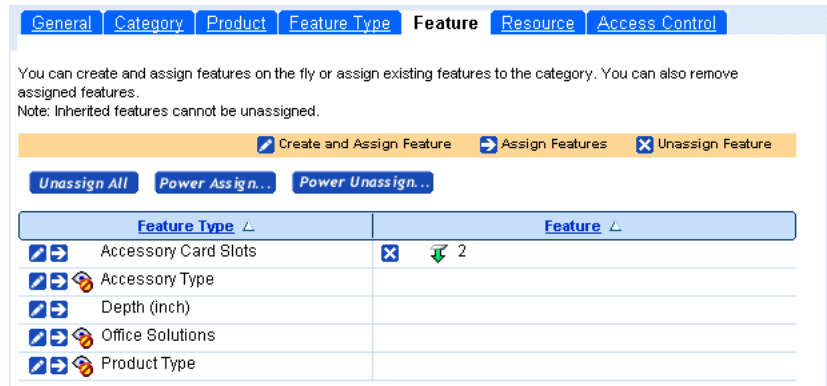 General Category Product Feature Type Feature Resource Access Control
You can create and assign features on the fly or assign existing features to the category. You can also remove
assigned features.
Note: Inherited features cannot be unassigned.
Create and Assign Feature Assign Features Unassign Feature
Unassign All Power Assign... Power Unassign...
Feature Type Feature
Accessory Card Slots 2
Accessory Type
Depth (inch)
Office Solutions
Product Type